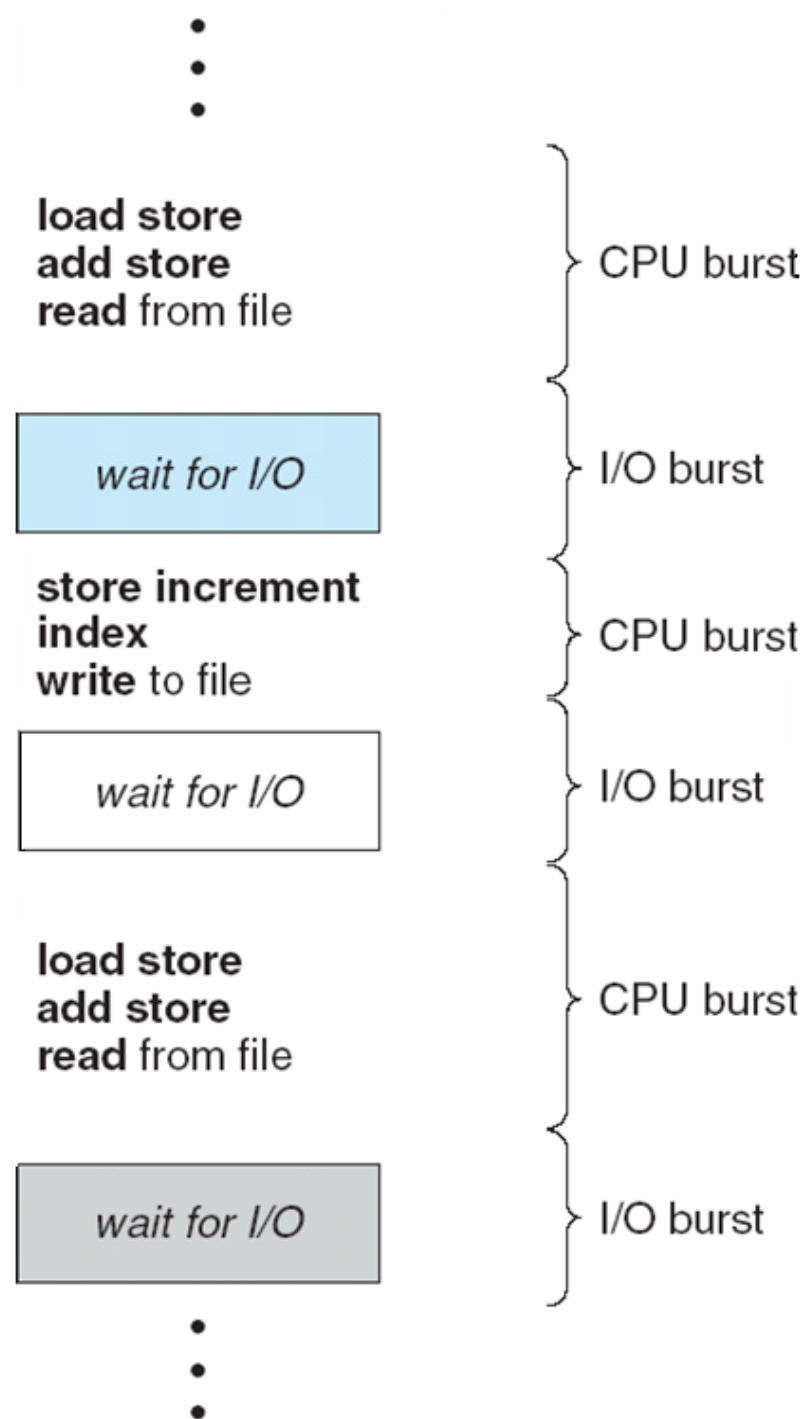 load store
add store
read from file
CPU burst
wait for I/O
I/O burst
store increment
index
write to file
CPU burst
wait for I/O
I/O burst
load store
add store
read from file
CPU burst
wait for I/O
I/O burst